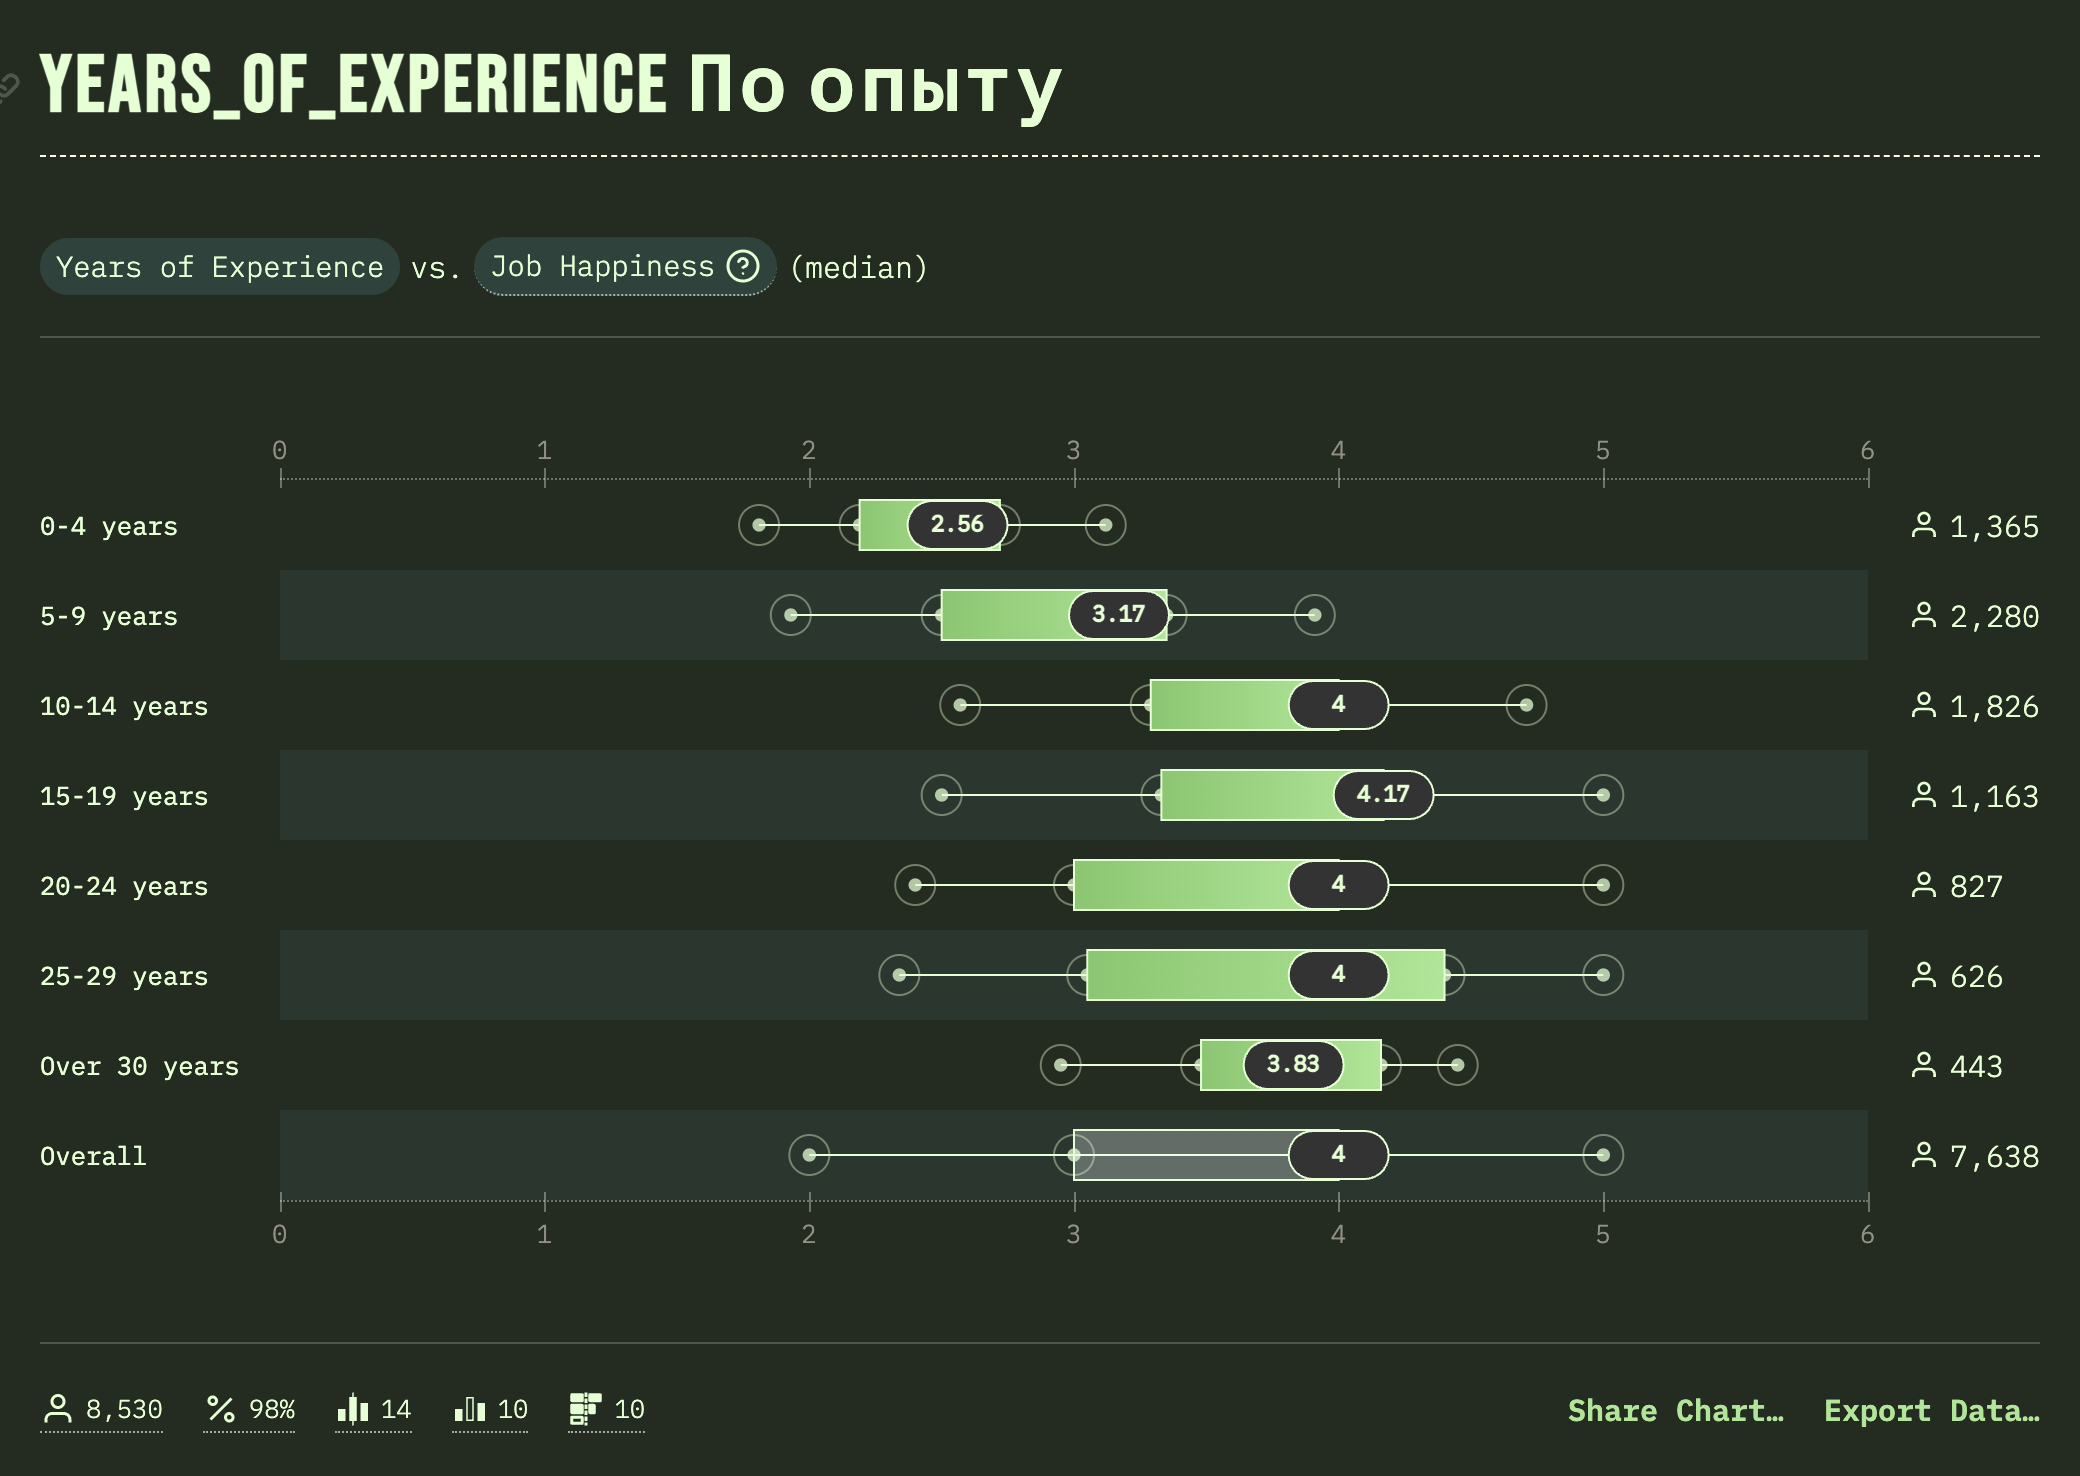 YEARS_OF_EXPERIENCE По опыту
Years of Experience vs. Job Happiness ? (median)
0 1 2 3 4 5 6
0-4 years 2.56 1,365
5-9 years 3.17 2,280
10-14 years 4 1,826
15-19 years 4.17 1,163
20-24 years 4 827
25-29 years 4 626
Over 30 years 3.83 443
Overall 4 7,638
0 1 2 3 4 5 6
8,530 98% 14 10 10 Share Chart… Export Data…